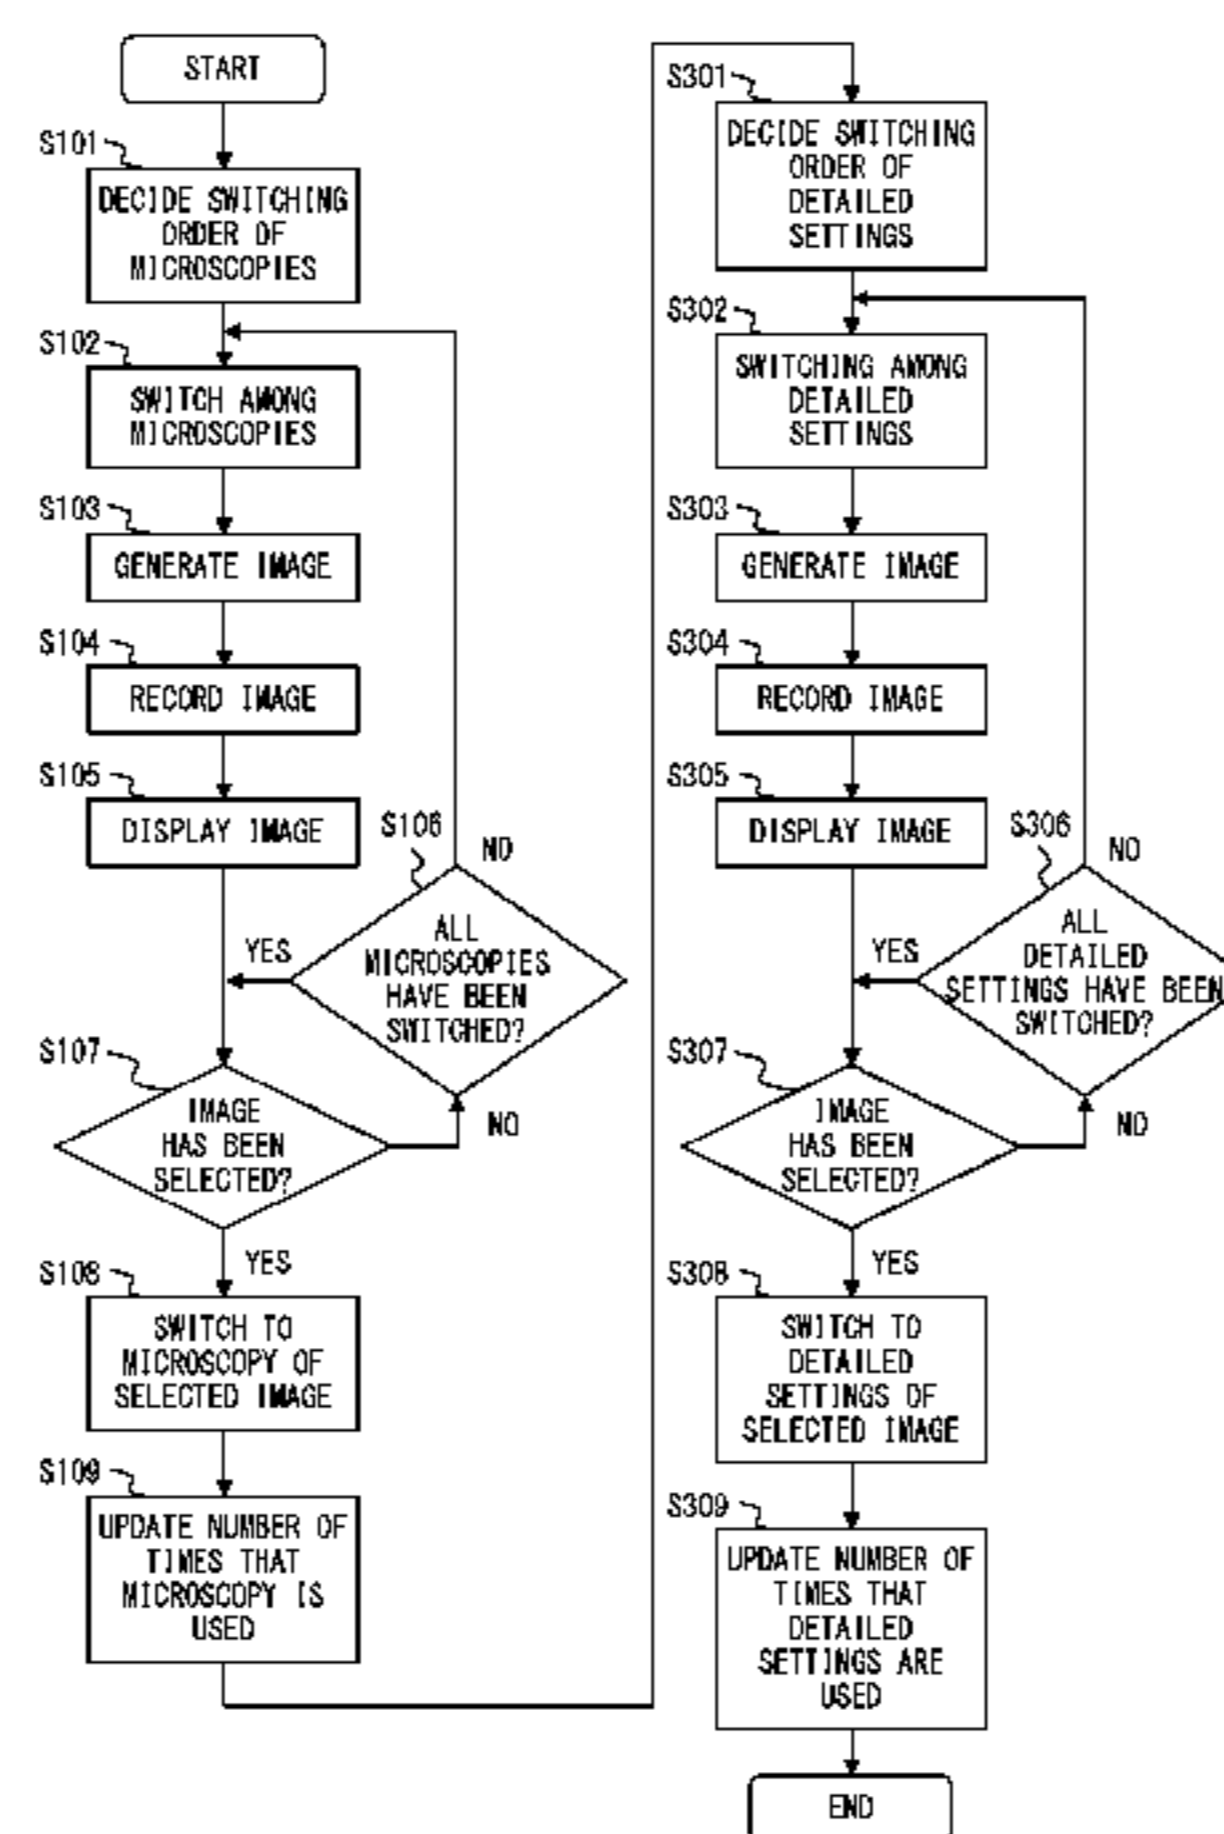 START
S101
DECIDE SWITCHING
ORDER OF
MICROSCOPIES
S102
SWITCH AMONG
MICROSCOPIES
S103
GENERATE IMAGE
S104
RECORD IMAGE
S105
DISPLAY IMAGE
S106
NO
ALL
MICROSCOPIES
HAVE BEEN
SWITCHED?
YES
S107
IMAGE
HAS BEEN
SELECTED?
NO
YES
S108
SWITCH TO
MICROSCOPY OF
SELECTED IMAGE
S109
UPDATE NUMBER OF
TIMES THAT
MICROSCOPY IS
USED
S301
DECIDE SWITCHING
ORDER OF
DETAILED
SETTINGS
S302
SWITCHING AMONG
DETAILED
SETTINGS
S303
GENERATE IMAGE
S304
RECORD IMAGE
S305
DISPLAY IMAGE
S306
NO
ALL
DETAILED
SETTINGS HAVE BEEN
SWITCHED?
YES
S307
IMAGE
HAS BEEN
SELECTED?
NO
YES
S308
SWITCH TO
DETAILED
SETTINGS OF
SELECTED IMAGE
S309
UPDATE NUMBER OF
TIMES THAT
DETAILED
SETTINGS ARE
USED
END